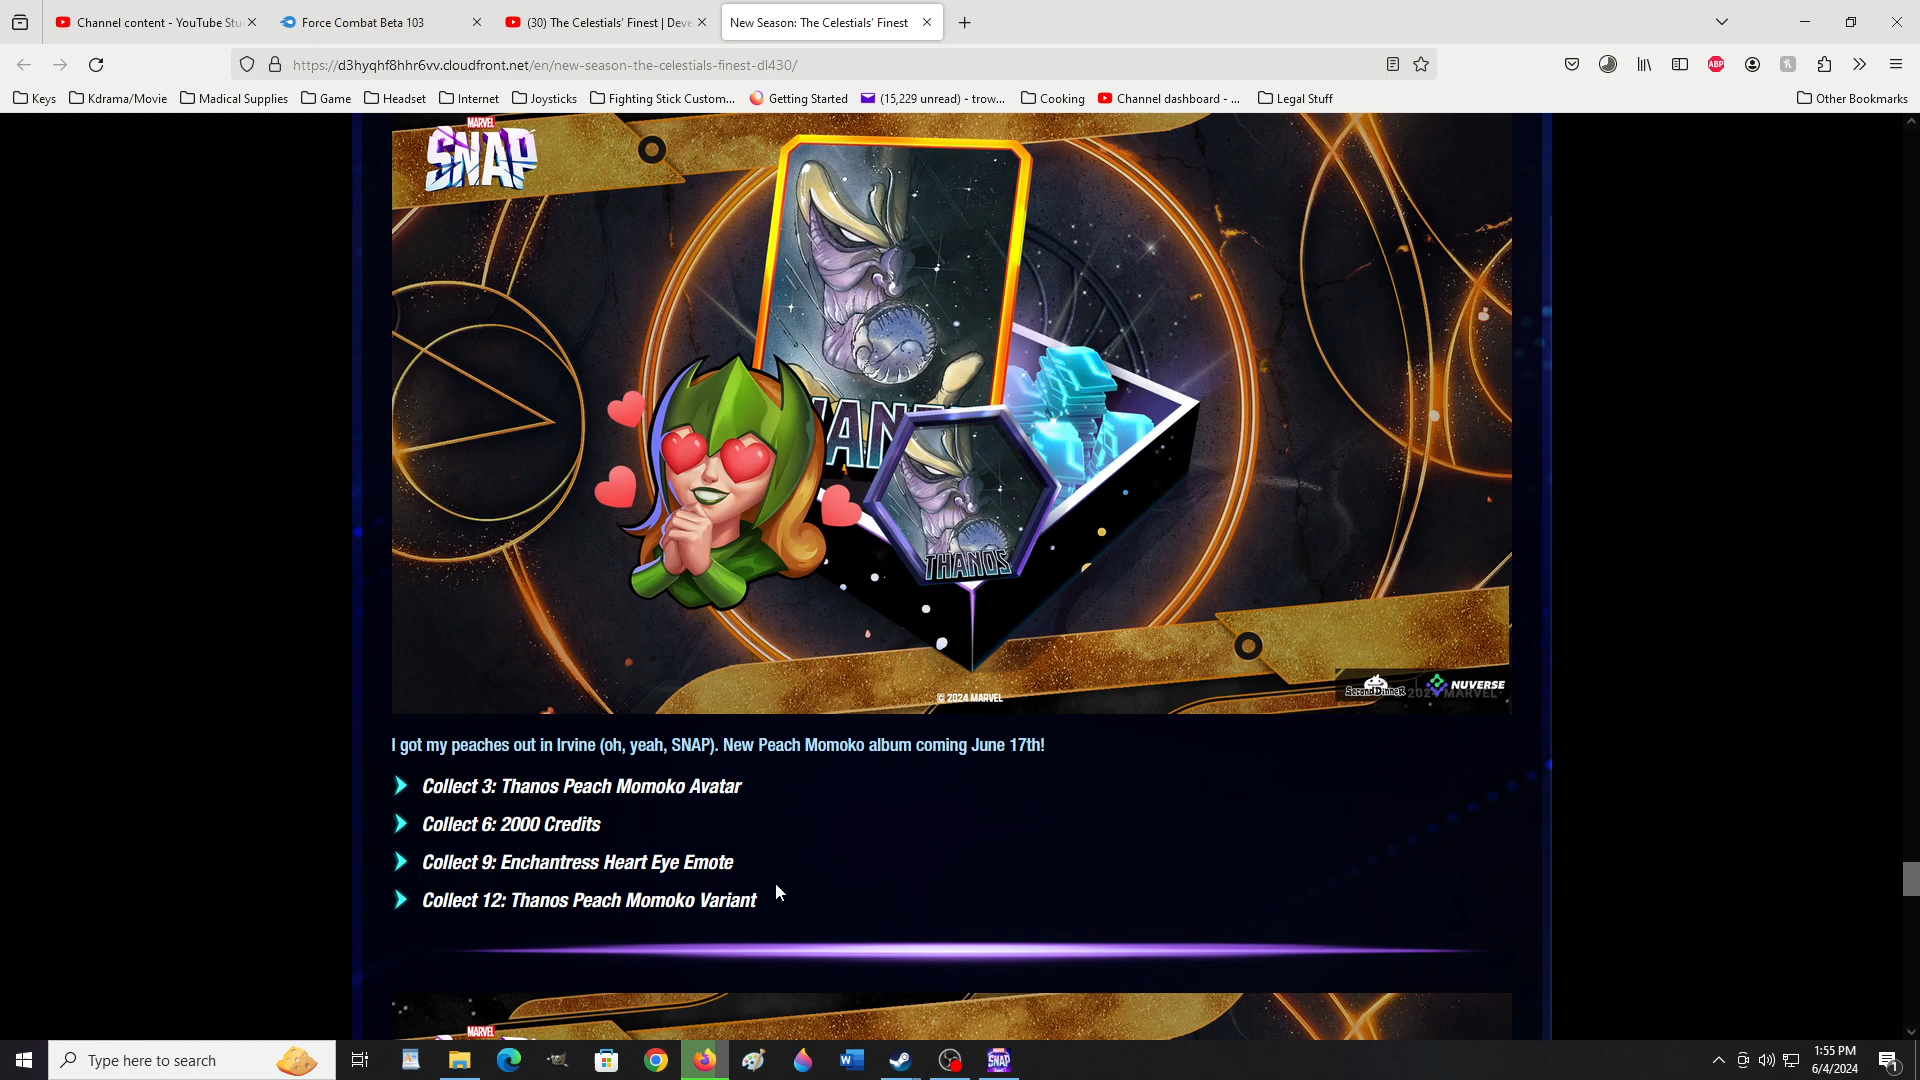 Channel content - YouTube Stu
Force Combat Beta 103
(30) The Celestials' Finest | Deve
New Season: The Celestials' Finest
https://d3hyqhf8hhr6vv.cloudfront.net/en/new-season-the-celestials-finest-dl430/
ABP
Keys
Kdrama/Movie
Madical Supplies
Game
Headset
Internet
Joysticks
Fighting Stick Custom...
Getting Started
(15,229 unread) - trow...
Cooking
Channel dashboard - ...
Legal Stuff
Other Bookmarks
MARVEL
SNAP
THANOS
© 2024 MARVEL
SECOND DINNER
NUVERSE
I got my peaches out in Irvine (oh, yeah, SNAP). New Peach Momoko album coming June 17th!
Collect 3: Thanos Peach Momoko Avatar
Collect 6: 2000 Credits
Collect 9: Enchantress Heart Eye Emote
Collect 12: Thanos Peach Momoko Variant
MARVEL
Type here to search
SNAP
1:55 PM
6/4/2024
1